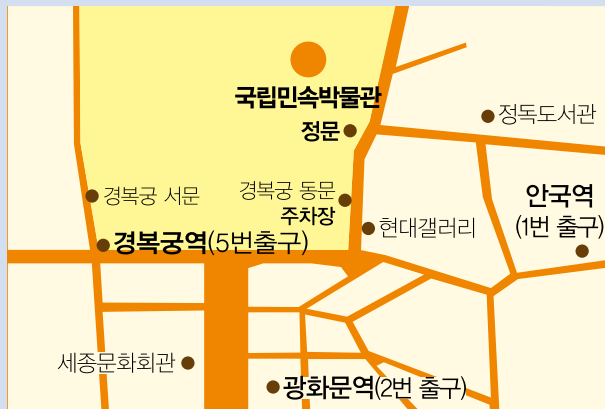 국립민속박물관
정문
정독도서관
경복궁 서문
경복궁 동문
주차장
안국역
(1번 출구)
현대갤러리
경복궁역(5번출구)
세종문화회관
광화문역(2번 출구)